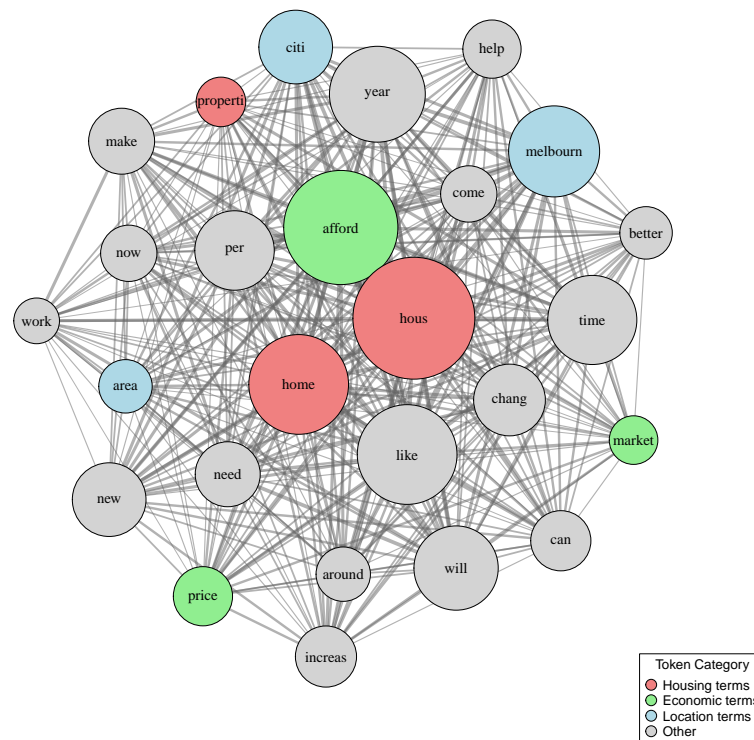 citi
help
year
properti
make
melbourn
come
afford
better
now
per
work
hous
time
area
home
chang
market
like
need
new
can
will
around
price
increas
Token Category
Housing terms
Economic terms
Location terms
Other